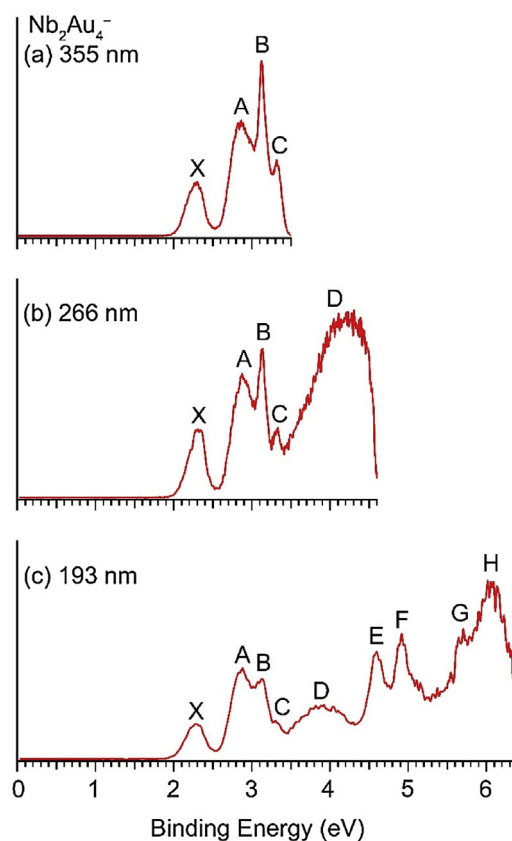 Nb₂Au₄⁻
(a) 355 nm
X
A
B
C
(b) 266 nm
X
A
B
C
D
(c) 193 nm
X
A
B
C
D
E
F
G
H
0 1 2 3 4 5 6
Binding Energy (eV)